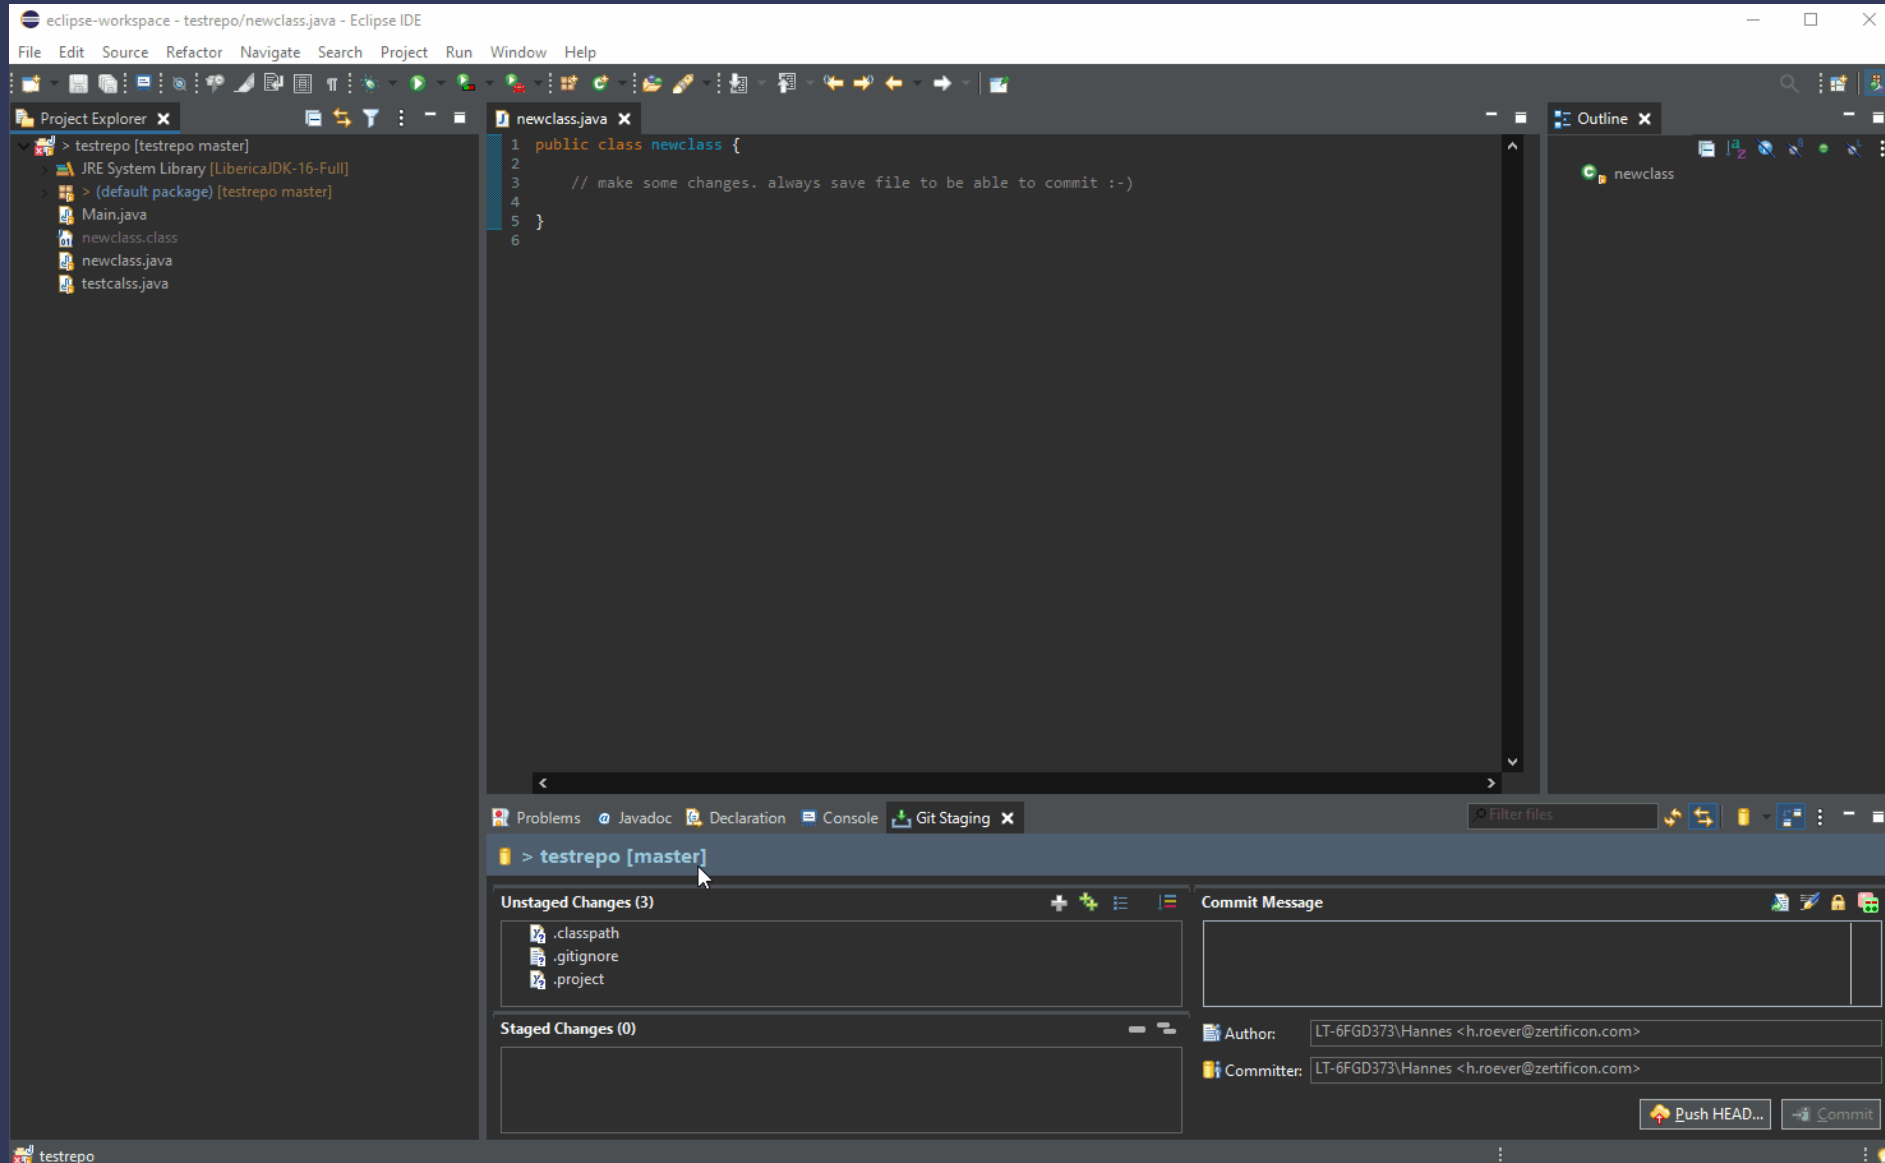 eclipse-workspace - testrepo/newclass.java - Eclipse IDE
File Edit Source Refactor Navigate Search Project Run Window Help
Project Explorer
> testrepo [testrepo master]
JRE System Library [LibericaJDK-16-Full]
> (default package) [testrepo master]
Main.java
newclass.class
newclass.java
testcalss.java
newclass.java
1 public class newclass {
2
3 // make some changes. always save file to be able to commit :-)
4
5 }
6
Outline
newclass
Problems @ Javadoc Declaration Console Git Staging
Filter files
> testrepo [master]
Unstaged Changes (3)
.classpath
.gitignore
.project
Staged Changes (0)
Commit Message
Author: LT-6FGD373\Hannes <h.roever@zertificon.com>
Committer: LT-6FGD373\Hannes <h.roever@zertificon.com>
Push HEAD... Commit
testrepo